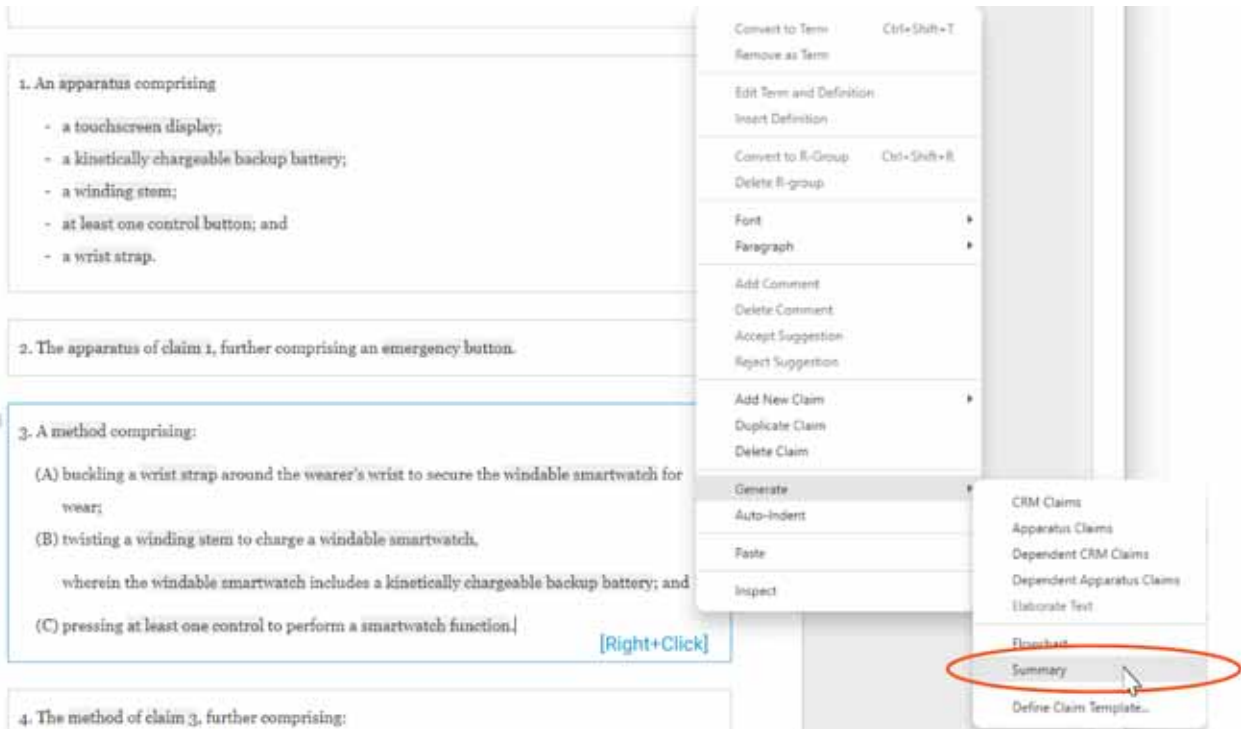 1. An apparatus comprising
- a touchscreen display;
- a kinetically chargeable backup battery;
- a winding stem;
- at least one control button; and
- a wrist strap.
2. The apparatus of claim 1, further comprising an emergency button.
3. A method comprising:
(A) buckling a wrist strap around the wearer's wrist to secure the windable smartwatch for
wear;
(B) twisting a winding stem to charge a windable smartwatch,
wherein the windable smartwatch includes a kinetically chargeable backup battery; and
(C) pressing at least one control to perform a smartwatch function.
[Right+Click]
4. The method of claim 3, further comprising:
Convert to Term Ctrl+Shift+T
Remove as Term
Edit Term and Definition
Insert Definition
Convert to R-Group Ctrl+Shift+R
Delete R-group
Font
Paragraph
Add Comment
Delete Comment
Accept Suggestion
Reject Suggestion
Add New Claim
Duplicate Claim
Delete Claim
Generate
Auto-Indent
Paste
Inspect
CRM Claims
Apparatus Claims
Dependent CRM Claims
Dependent Apparatus Claims
Elaborate Text
Flowchart
Summary
Define Claim Template...